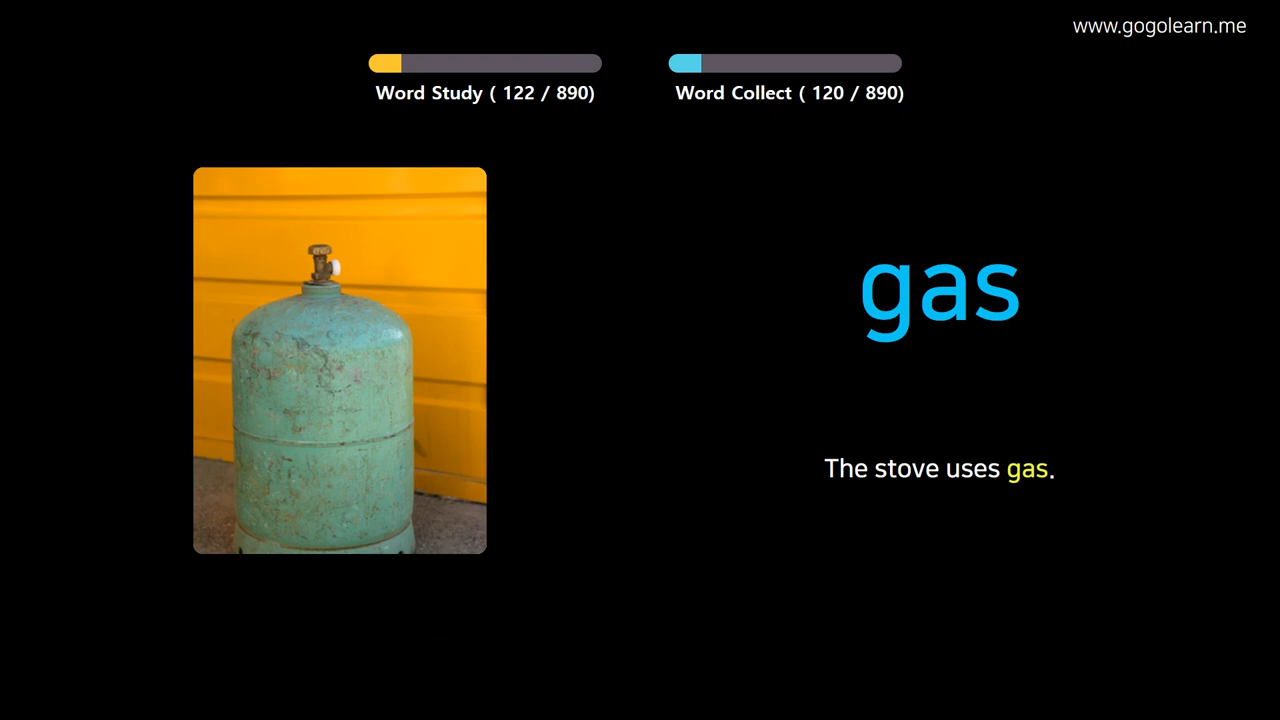 www.gogolearn.me
Word Study ( 122 / 890)
Word Collect ( 120 / 890)
gas
The stove uses gas.